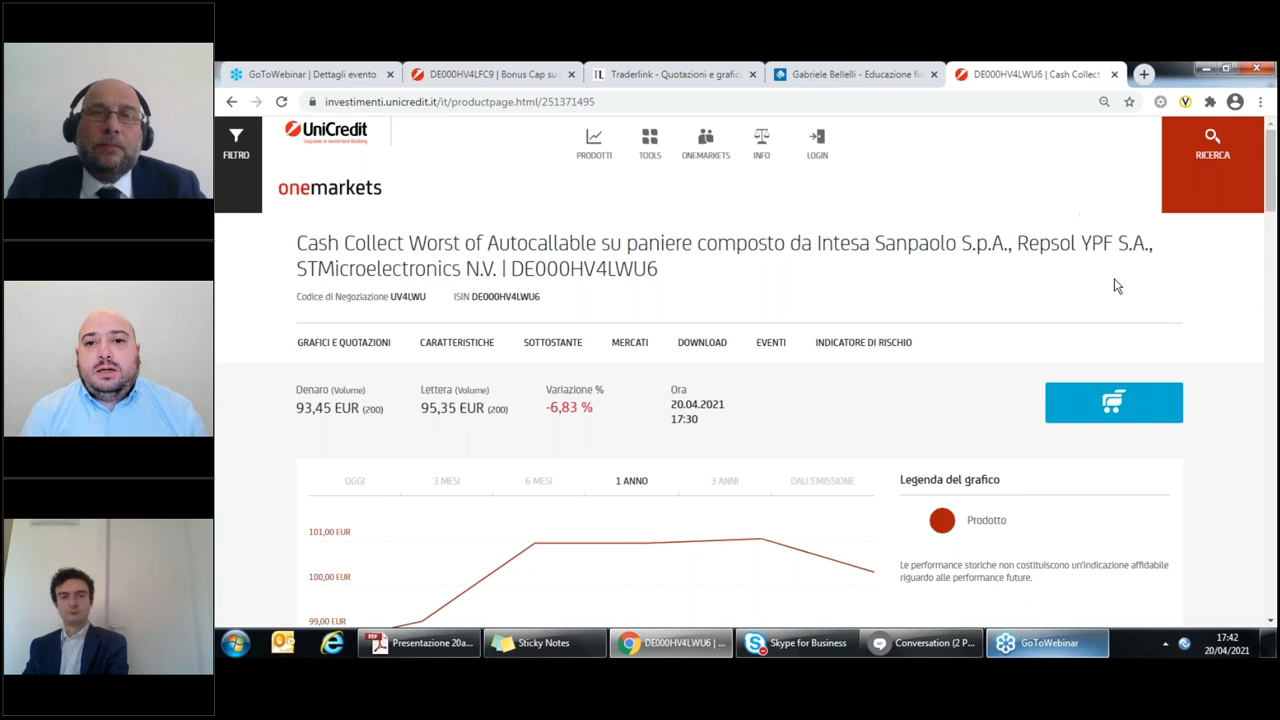 GoToWebinar | Dettagli evento
DE000HV4LFC9 | Bonus Cap su
Traderlink - Quotazioni e grafici
Gabriele Bellelli - Educazione fi
DE000HV4LWU6 | Cash Collect
investimenti.unicredit.it/it/productpage.html/251371495
FILTRO
UniCredit
Corporate & Investment Banking
PRODOTTI
TOOLS
ONEMARKETS
INFO
LOGIN
RICERCA
onemarkets
Cash Collect Worst of Autocallable su paniere composto da Intesa Sanpaolo S.p.A., Repsol YPF S.A.,
STMicroelectronics N.V. | DE000HV4LWU6
Codice di Negoziazione UV4LWU ISIN DE000HV4LWU6
GRAFICI E QUOTAZIONI CARATTERISTICHE SOTTOSTANTE MERCATI DOWNLOAD EVENTI INDICATORE DI RISCHIO
Denaro (Volume) Lettera (Volume) Variazione % Ora
93,45 EUR (200) 95,35 EUR (200) -6,83 % 20.04.2021
17:30
OGGI 3 MESI 6 MESI 1 ANNO 3 ANNI DALL'EMISSIONE
Legenda del grafico
Prodotto
Le performance storiche non costituiscono un'indicazione affidabile
riguardo alle performance future.
101,00 EUR
100,00 EUR
99,00 EUR
PDF
Presentazione 20a...
Sticky Notes
DE000HV4LWU6 | ...
Skype for Business
Conversation (2 P...
GoToWebinar
17:42
20/04/2021